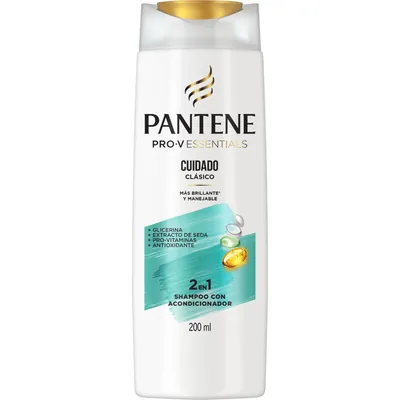 PANTENE
PRO-V ESSENTIALS
CUIDADO
CLÁSICO
MÁS BRILLANTE*
Y MANEJABLE
+ GLICERINA
+ EXTRACTO DE SEDA
+ PRO-VITAMINAS
+ ANTIOXIDANTE
2 EN 1
SHAMPOO CON
ACONDICIONADOR
200 ml